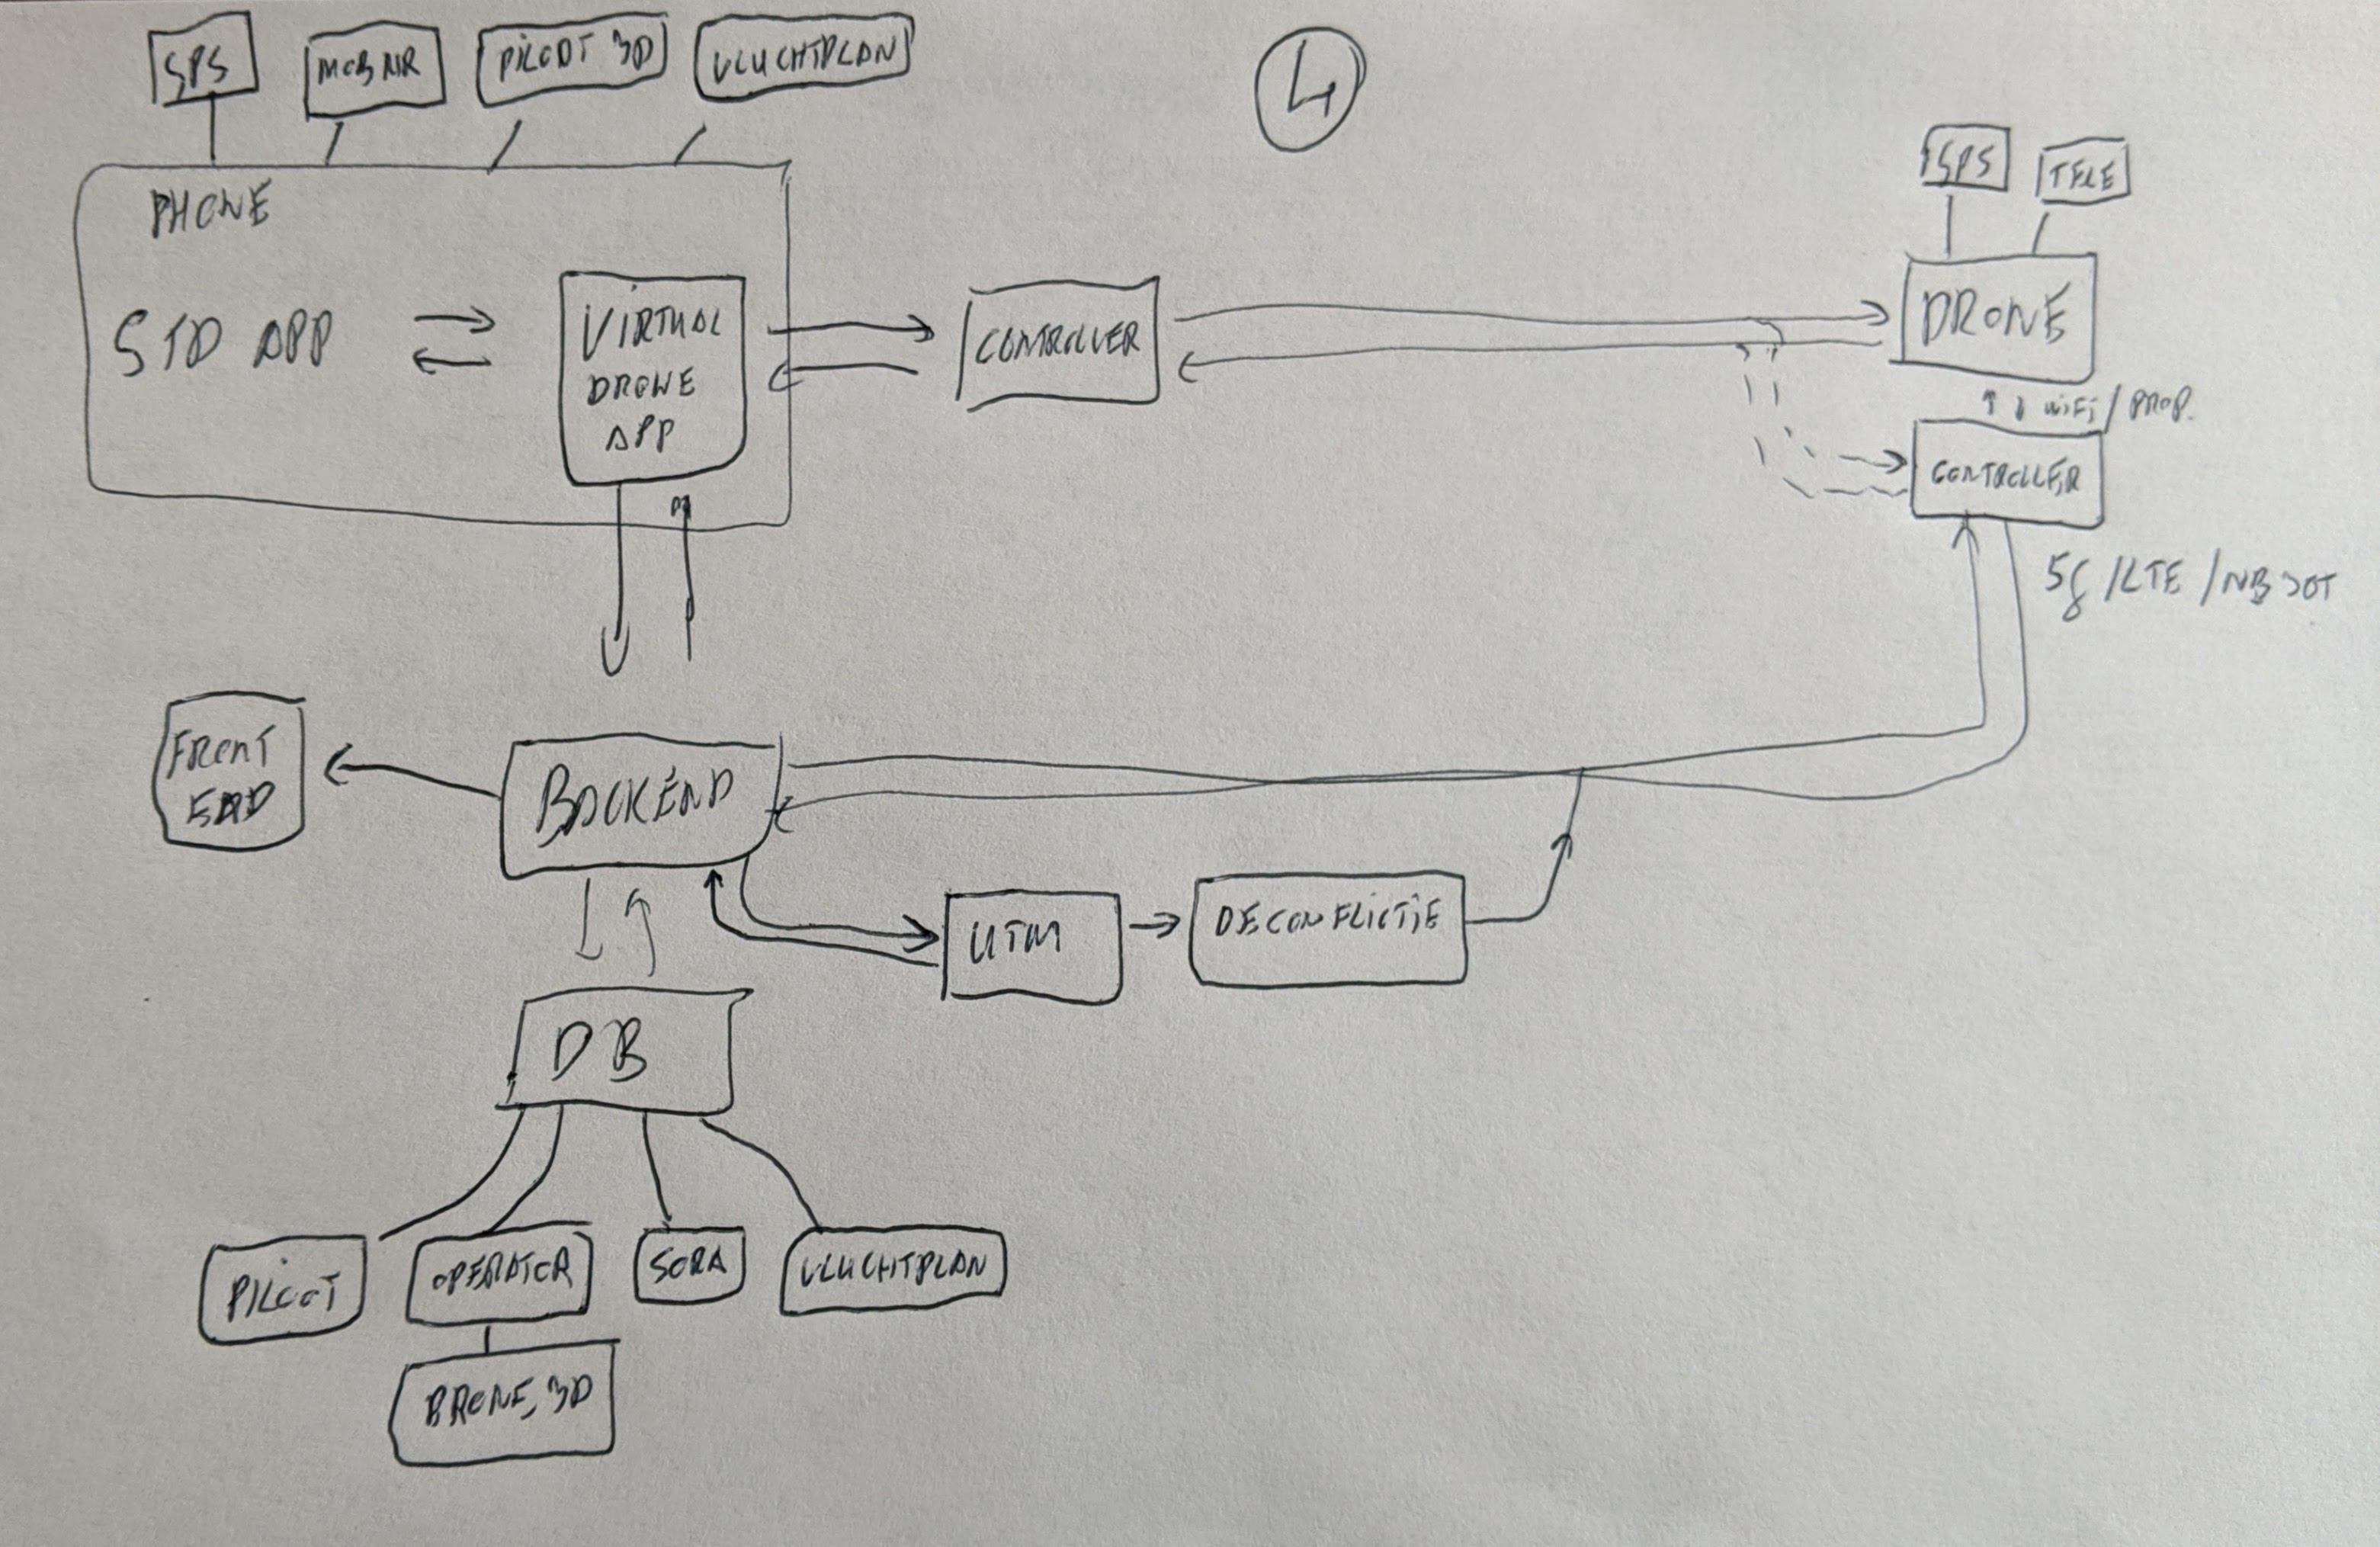 GPS
MOB NR
PILOOT ID
VLUCHTPLAN
4
GPS
TELE
PHONE
STD APP
VIRTUAL
DRONE
APP
CONTROLLER
DRONE
WIFI / PROP.
CONTROLLER
5G / LTE / NB IOT
FRONT
END
BACKEND
UTM
DECONFLICTIE
DB
PILOOT
OPERATOR
SORA
VLUCHTPLAN
DRONE ID